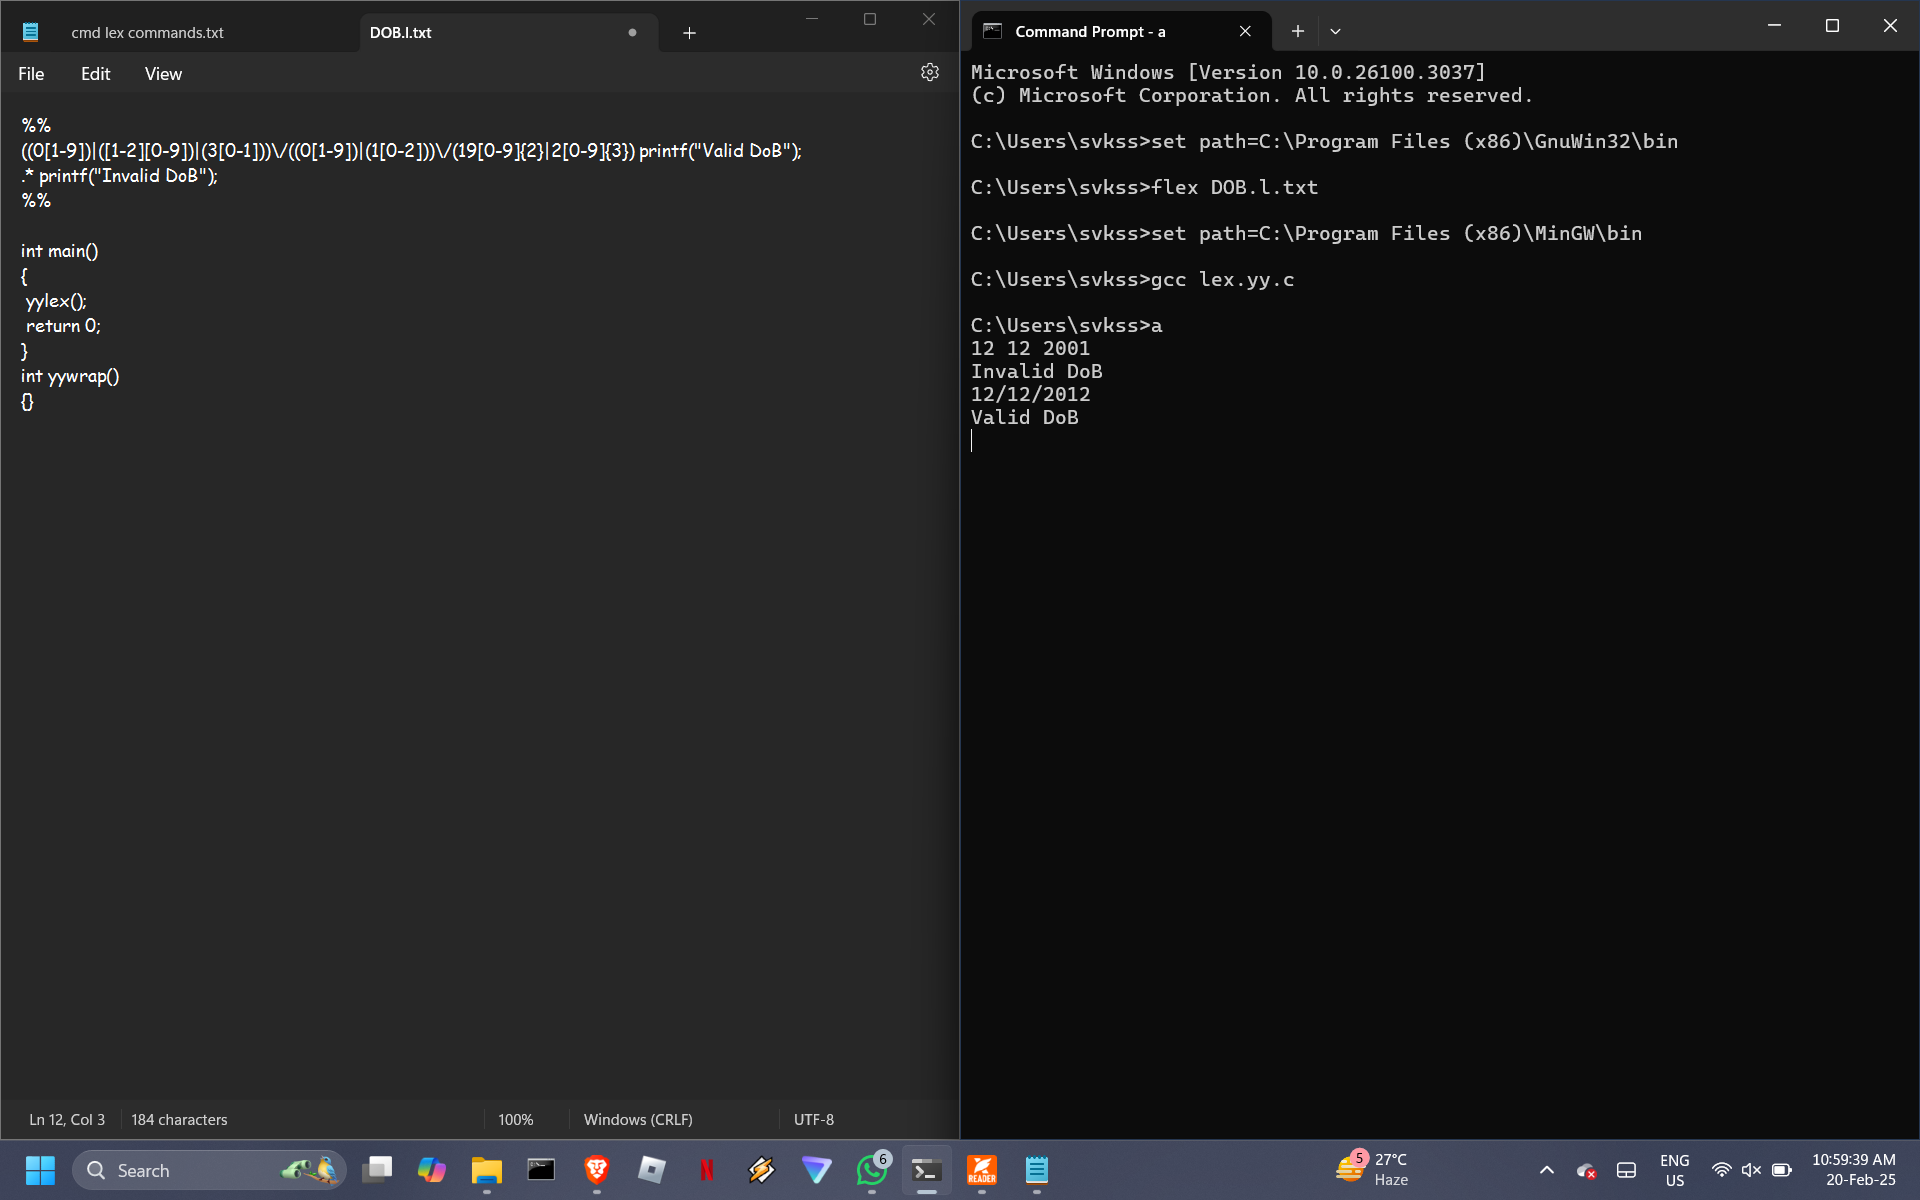 cmd lex commands.txt
DOB.l.txt
File Edit View
%%
((0[1-9])|([1-2][0-9])|(3[0-1]))\/((0[1-9])|(1[0-2]))\/(19[0-9]{2}|2[0-9]{3}) printf("Valid DoB");
.* printf("Invalid DoB");
%%
int main()
{
 yylex();
 return 0;
}
int yywrap()
{}
Ln 12, Col 3 184 characters 100% Windows (CRLF) UTF-8
Command Prompt - a
Microsoft Windows [Version 10.0.26100.3037]
(c) Microsoft Corporation. All rights reserved.
C:\Users\svkss>set path=C:\Program Files (x86)\GnuWin32\bin
C:\Users\svkss>flex DOB.l.txt
C:\Users\svkss>set path=C:\Program Files (x86)\MinGW\bin
C:\Users\svkss>gcc lex.yy.c
C:\Users\svkss>a
12 12 2001
Invalid DoB
12/12/2012
Valid DoB
Search
6
READER
5
27°C
Haze
ENG
US
10:59:39 AM
20-Feb-25